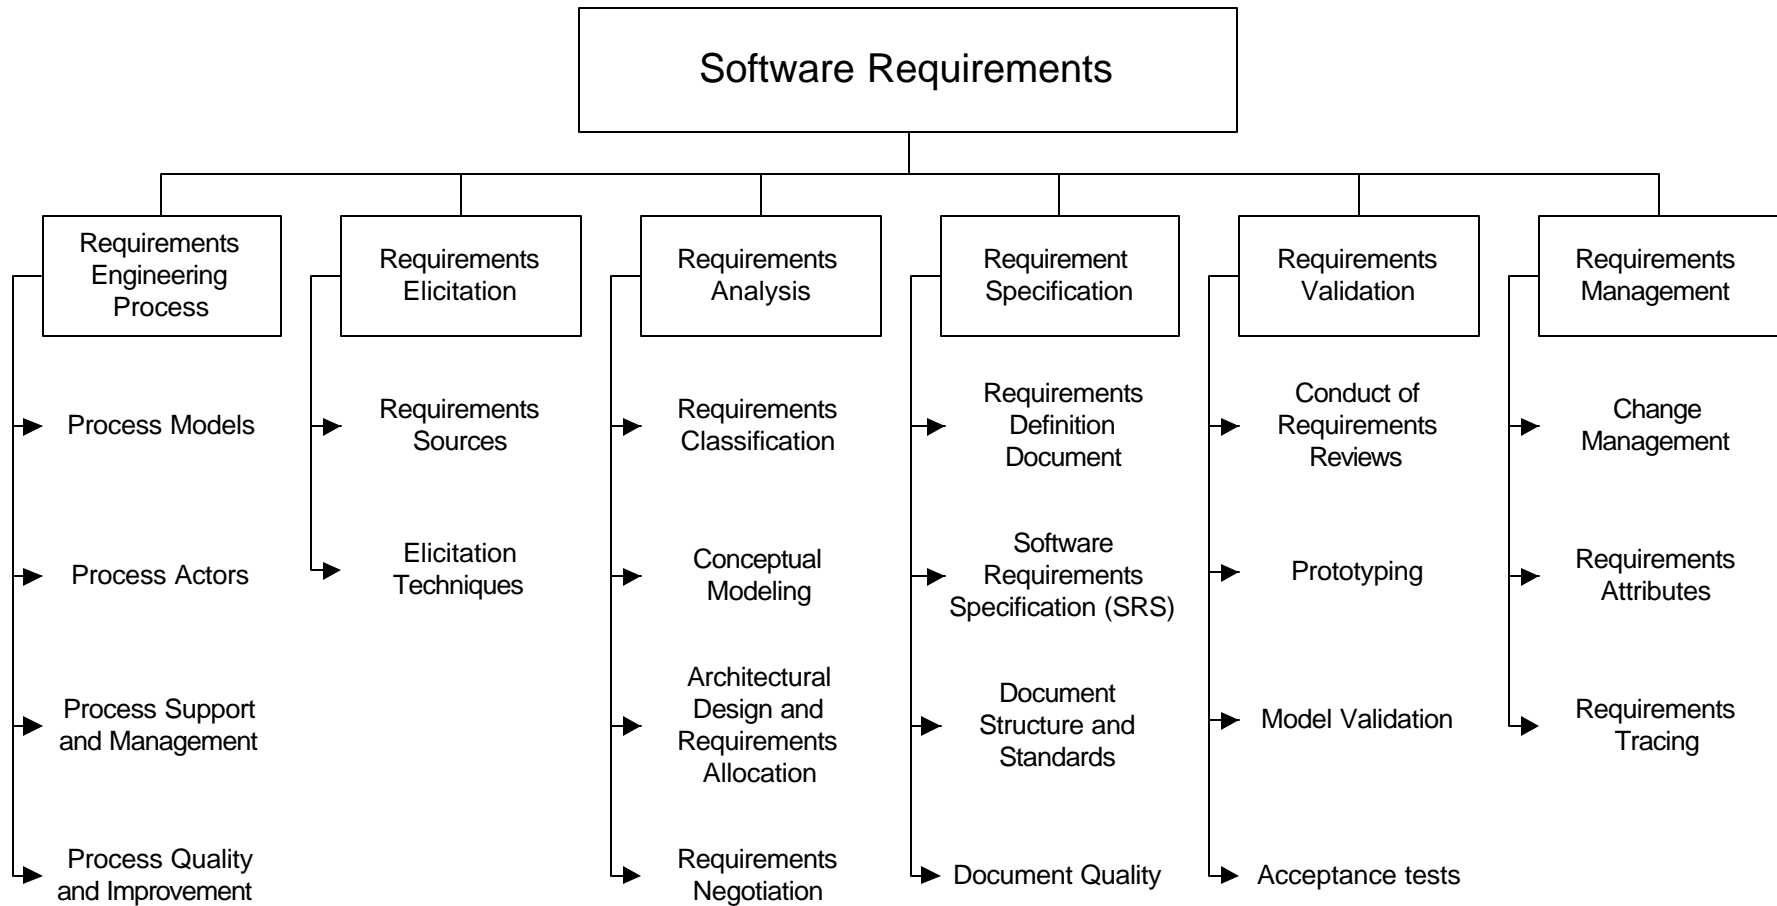 Software Requirements
Requirements
Engineering
Process
Process Models
Process Actors
Process Support
and Management
Process Quality
and Improvement
Requirements
Elicitation
Requirements
Sources
Elicitation
Techniques
Requirements
Analysis
Requirements
Classification
Conceptual
Modeling
Architectural
Design and
Requirements
Allocation
Requirements
Negotiation
Requirement
Specification
Requirements
Definition
Document
Software
Requirements
Specification (SRS)
Document
Structure and
Standards
Document Quality
Requirements
Validation
Conduct of
Requirements
Reviews
Prototyping
Model Validation
Acceptance tests
Requirements
Management
Change
Management
Requirements
Attributes
Requirements
Tracing